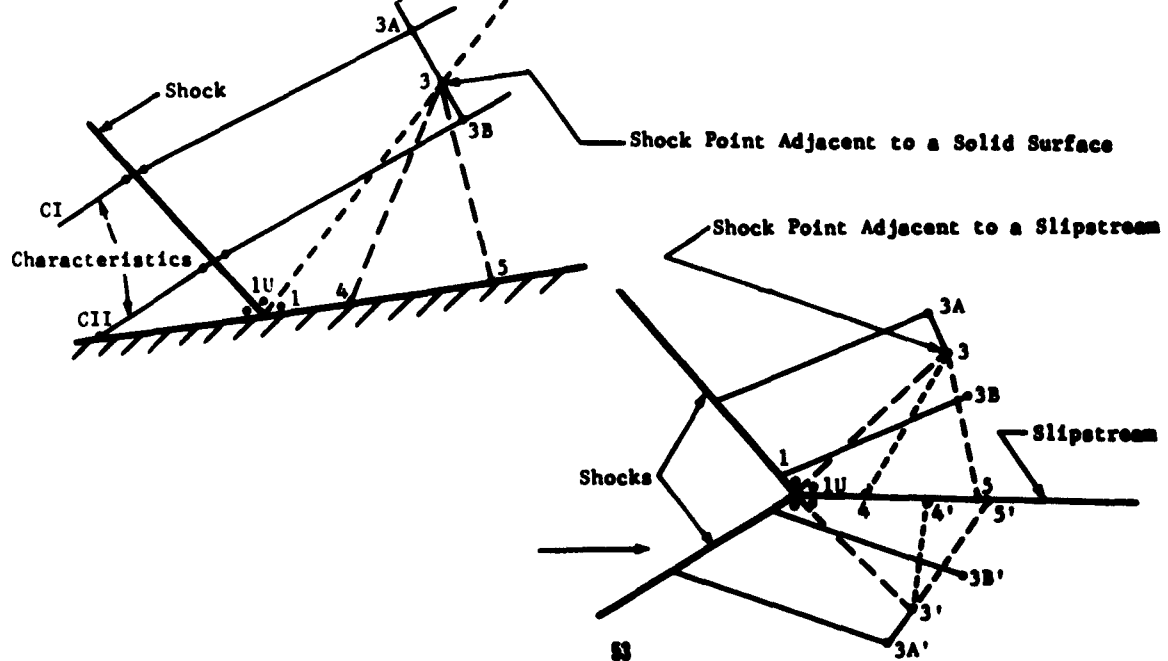 3A
Shock
3
3B
Shock Point Adjacent to a Solid Surface
CI
Characteristics
Shock Point Adjacent to a Slipstream
1U
1
4
5
CII
3A
3
3B
Slipstream
1
Shocks
1U
4
4'
5
5'
3B'
3'
3A'
53